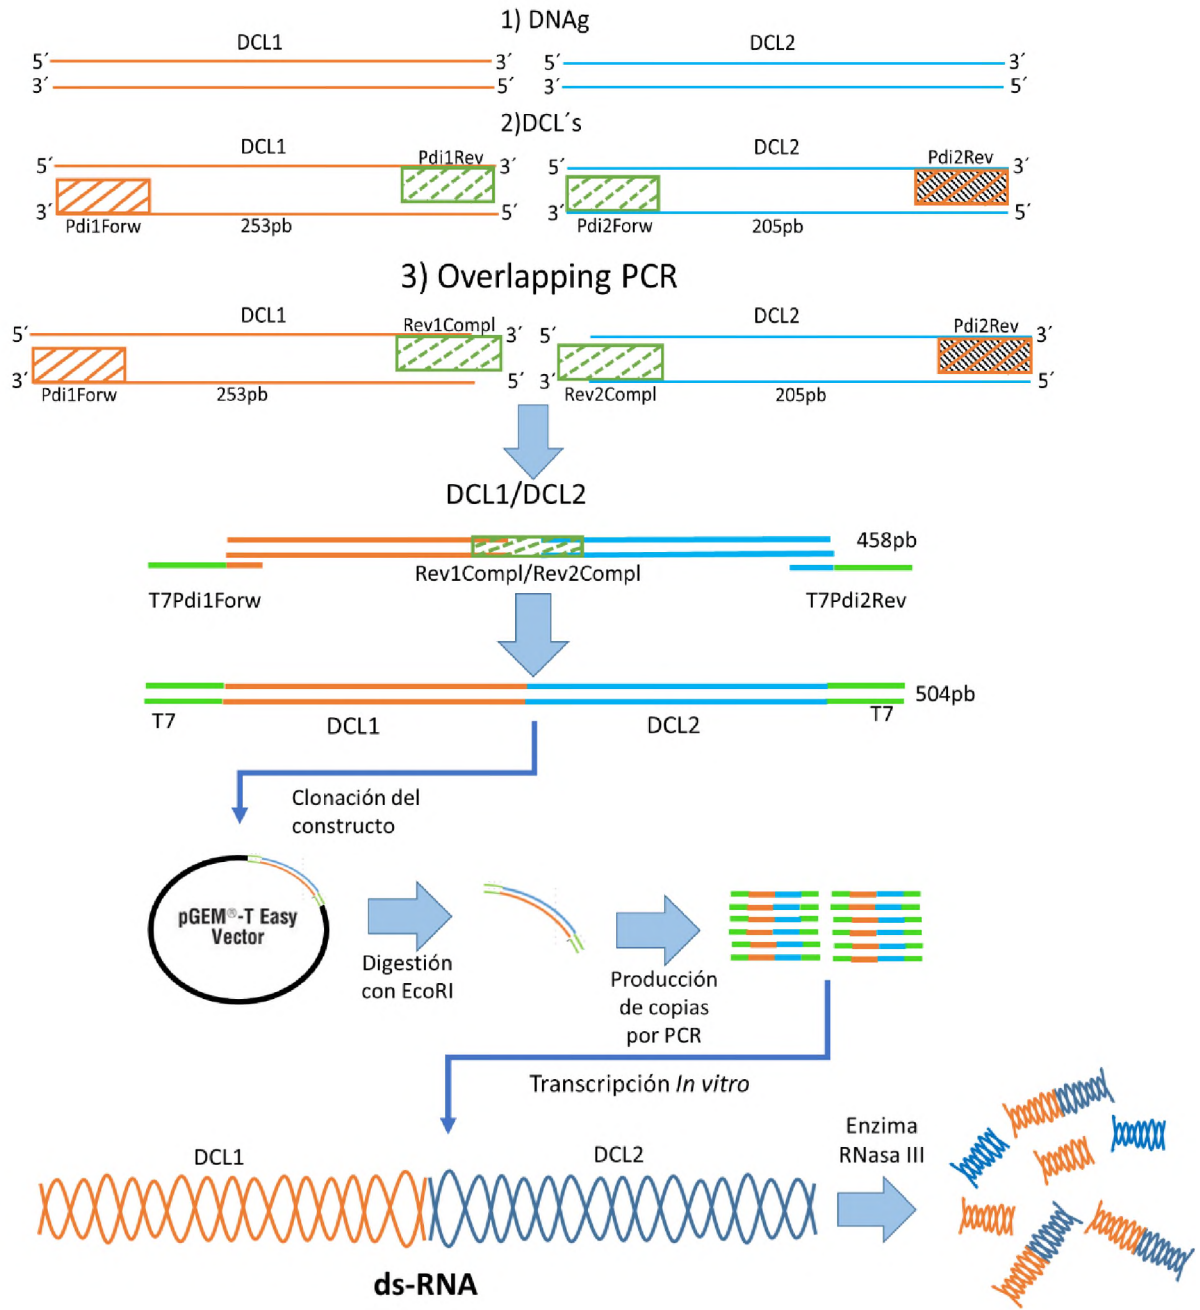 1) DNAg
DCL1
DCL2
5´ 3´ 5´ 3´
3´ 5´ 3´ 5´
2)DCL´s
DCL1 Pdi1Rev DCL2 Pdi2Rev
5´ 3´ 5´ 3´
3´ 5´ 3´ 5´
Pdi1Forw 253pb Pdi2Forw 205pb
3) Overlapping PCR
DCL1 Rev1Compl DCL2 Pdi2Rev
5´ 3´ 5´ 3´
3´ 5´ 3´ 5´
Pdi1Forw 253pb Rev2Compl 205pb
DCL1/DCL2
458pb
Rev1Compl/Rev2Compl
T7Pdi1Forw T7Pdi2Rev
504pb
T7 DCL1 DCL2 T7
Clonación del
constructo
pGEM®-T Easy
Vector
Digestión
con EcoRI
Producción
de copias
por PCR
Transcripción In vitro
Enzima
RNasa III
DCL1 DCL2
ds-RNA